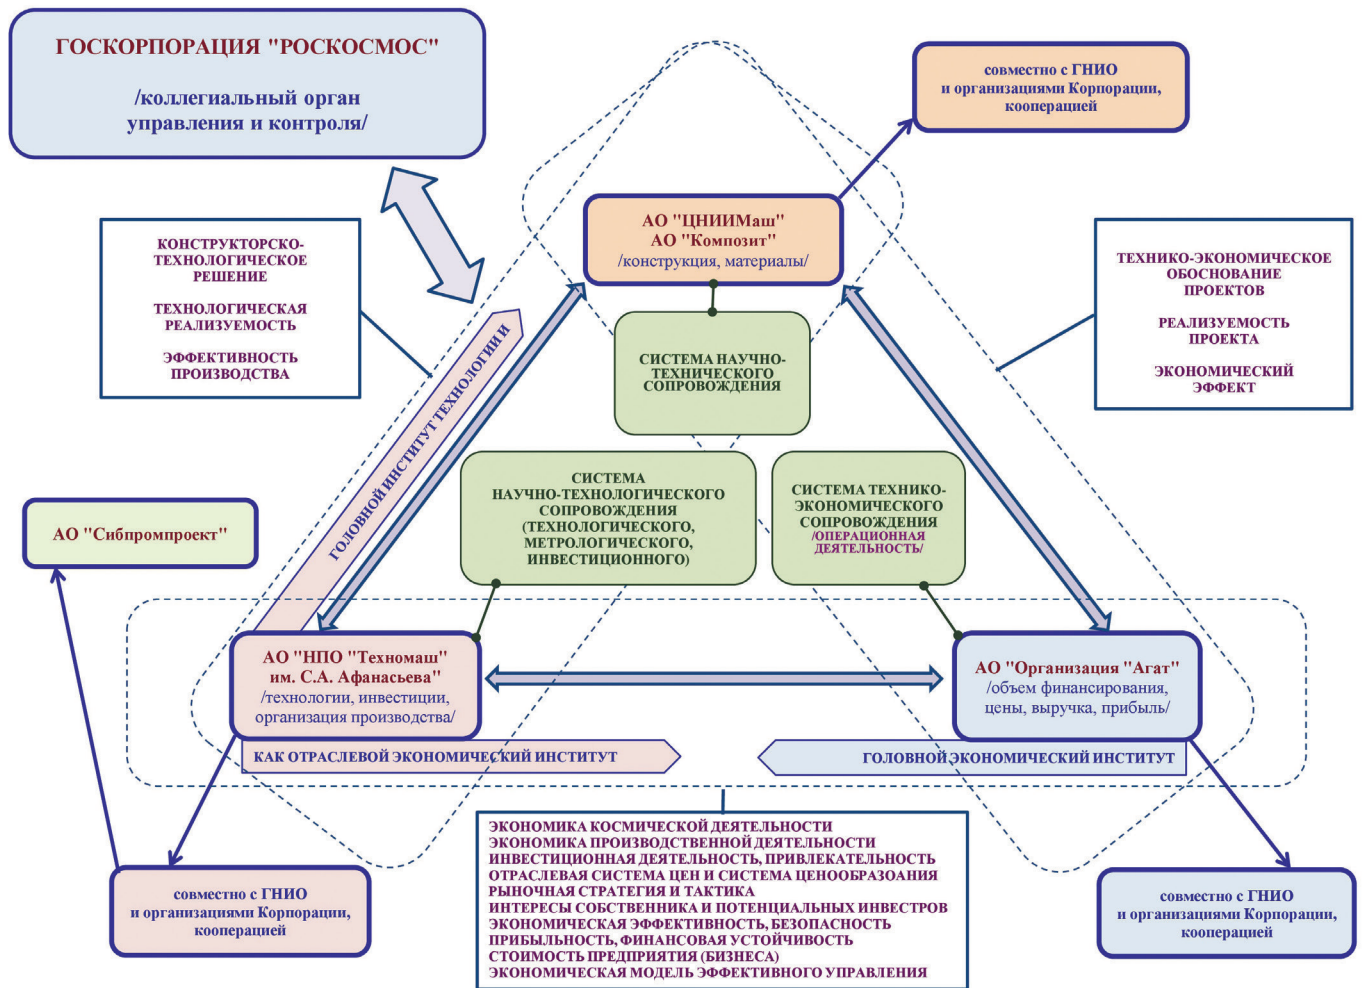 ГОСКОРПОРАЦИЯ "РОСКОСМОС"
/коллегиальный орган
управления и контроля/
совместно с ГНИО
и организациями Корпорации,
кооперацией
АО "ЦНИИМаш"
АО "Композит"
/конструкция, материалы/
КОНСТРУКТОРСКО-
ТЕХНОЛОГИЧЕСКОЕ
РЕШЕНИЕ
ТЕХНОЛОГИЧЕСКАЯ
РЕАЛИЗУЕМОСТЬ
ЭФФЕКТИВНОСТЬ
ПРОИЗВОДСТВА
ТЕХНИКО-ЭКОНОМИЧЕСКОЕ
ОБОСНОВАНИЕ
ПРОЕКТОВ
РЕАЛИЗУЕМОСТЬ
ПРОЕКТА
ЭКОНОМИЧЕСКИЙ
ЭФФЕКТ
ГОЛОВНОЙ ИНСТИТУТ ТЕХНОЛОГИИ И
СИСТЕМА НАУЧНО-
ТЕХНИЧЕСКОГО
СОПРОВОЖДЕНИЯ
СИСТЕМА
НАУЧНО-ТЕХНОЛОГИЧЕСКОГО
СОПРОВОЖДЕНИЯ
(ТЕХНОЛОГИЧЕСКОГО,
МЕТРОЛОГИЧЕСКОГО,
ИНВЕСТИЦИОННОГО)
СИСТЕМА ТЕХНИКО-
ЭКОНОМИЧЕСКОГО
СОПРОВОЖДЕНИЯ
/ОПЕРАЦИОННАЯ
ДЕЯТЕЛЬНОСТЬ/
АО "Сибпромпроект"
АО "НПО "Техномаш"
им. С.А. Афанасьева"
/технологии, инвестиции,
организация производства/
АО "Организация "Агат"
/объем финансирования,
цены, выручка, прибыль/
КАК ОТРАСЛЕВОЙ ЭКОНОМИЧЕСКИЙ ИНСТИТУТ
ГОЛОВНОЙ ЭКОНОМИЧЕСКИЙ ИНСТИТУТ
ЭКОНОМИКА КОСМИЧЕСКОЙ ДЕЯТЕЛЬНОСТИ
ЭКОНОМИКА ПРОИЗВОДСТВЕННОЙ ДЕЯТЕЛЬНОСТИ
ИНВЕСТИЦИОННАЯ ДЕЯТЕЛЬНОСТЬ, ПРИВЛЕКАТЕЛЬНОСТЬ
ОТРАСЛЕВАЯ СИСТЕМА ЦЕН И СИСТЕМА ЦЕНООБРАЗОАНИЯ
РЫНОЧНАЯ СТРАТЕГИЯ И ТАКТИКА
ИНТЕРЕСЫ СОБСТВЕННИКА И ПОТЕНЦИАЛЬНЫХ ИНВЕСТРОВ
ЭКОНОМИЧЕСКАЯ ЭФФЕКТИВНОСТЬ, БЕЗОПАСНОСТЬ
ПРИБЫЛЬНОСТЬ, ФИНАНСОВАЯ УСТОЙЧИВОСТЬ
СТОИМОСТЬ ПРЕДПРИЯТИЯ (БИЗНЕСА)
ЭКОНОМИЧЕСКАЯ МОДЕЛЬ ЭФФЕКТИВНОГО УПРАВЛЕНИЯ
совместно с ГНИО
и организациями Корпорации,
кооперацией
совместно с ГНИО
и организациями Корпорации,
кооперацией